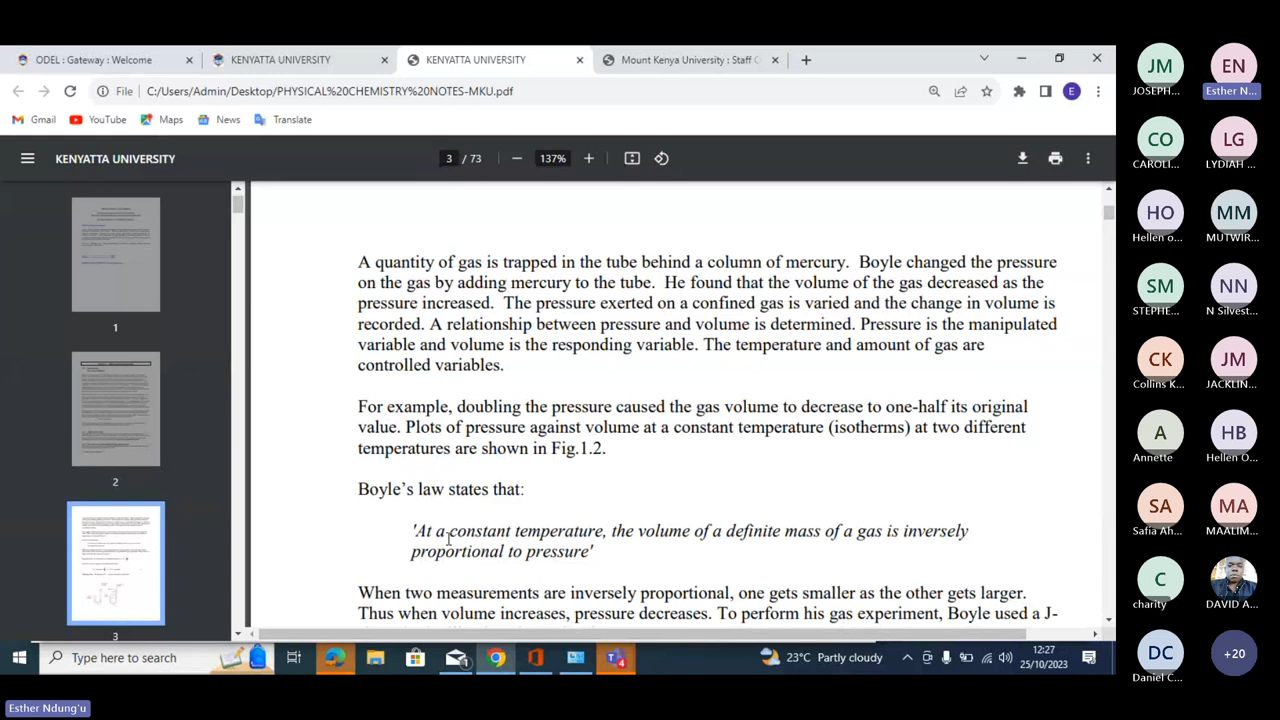 ODEL : Gateway : Welcome
KENYATTA UNIVERSITY
KENYATTA UNIVERSITY
Mount Kenya University : Staff
File
C:/Users/Admin/Desktop/PHYSICAL%20CHEMISTRY%20NOTES-MKU.pdf
E
Gmail
YouTube
Maps
News
Translate
KENYATTA UNIVERSITY
3 / 73
137%
1
2
3
A quantity of gas is trapped in the tube behind a column of mercury. Boyle changed the pressure
on the gas by adding mercury to the tube. He found that the volume of the gas decreased as the
pressure increased. The pressure exerted on a confined gas is varied and the change in volume is
recorded. A relationship between pressure and volume is determined. Pressure is the manipulated
variable and volume is the responding variable. The temperature and amount of gas are
controlled variables.
For example, doubling the pressure caused the gas volume to decrease to one-half its original
value. Plots of pressure against volume at a constant temperature (isotherms) at two different
temperatures are shown in Fig.1.2.
Boyle’s law states that:
'At a constant temperature, the volume of a definite mass of a gas is inversely
proportional to pressure'
When two measurements are inversely proportional, one gets smaller as the other gets larger.
Thus when volume increases, pressure decreases. To perform his gas experiment, Boyle used a J-
Type here to search
1
4
23°C Partly cloudy
12:27
25/10/2023
JM
JOSEPH...
EN
Esther N...
CO
CAROLI...
LG
LYDIAH ...
HO
Hellen o...
MM
MUTWIR...
SM
STEPHE...
NN
N Silvest...
CK
Collins K...
JM
JACKLIN...
A
Annette
HB
Hellen O...
SA
Safia Ah...
MA
MAALIM...
C
charity
DAVID A...
DC
Daniel C...
+20
Esther Ndung'u